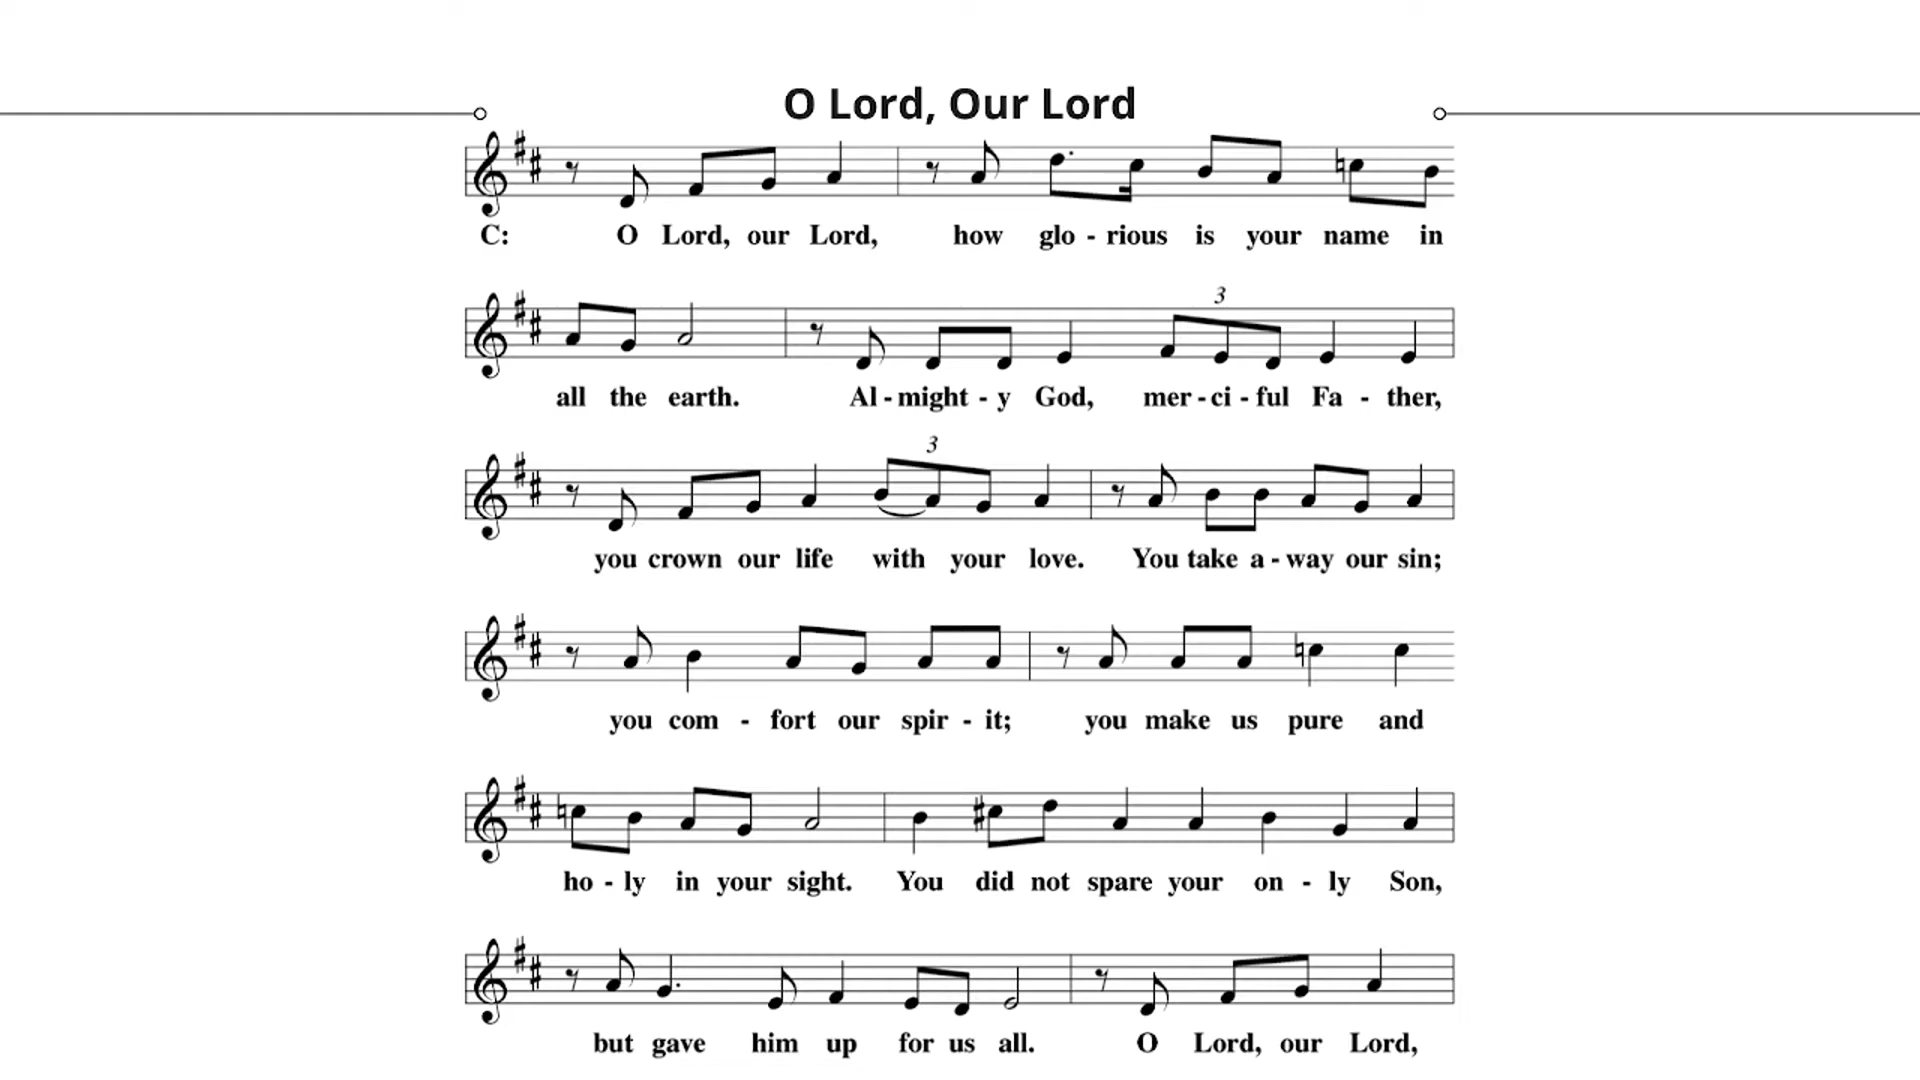 O Lord, Our Lord
C: O Lord, our Lord, how glo - rious is your name in
3
all the earth. Al - might - y God, mer - ci - ful Fa - ther,
3
you crown our life with your love. You take a - way our sin;
you com - fort our spir - it; you make us pure and
ho - ly in your sight. You did not spare your on - ly Son,
but gave him up for us all. O Lord, our Lord,